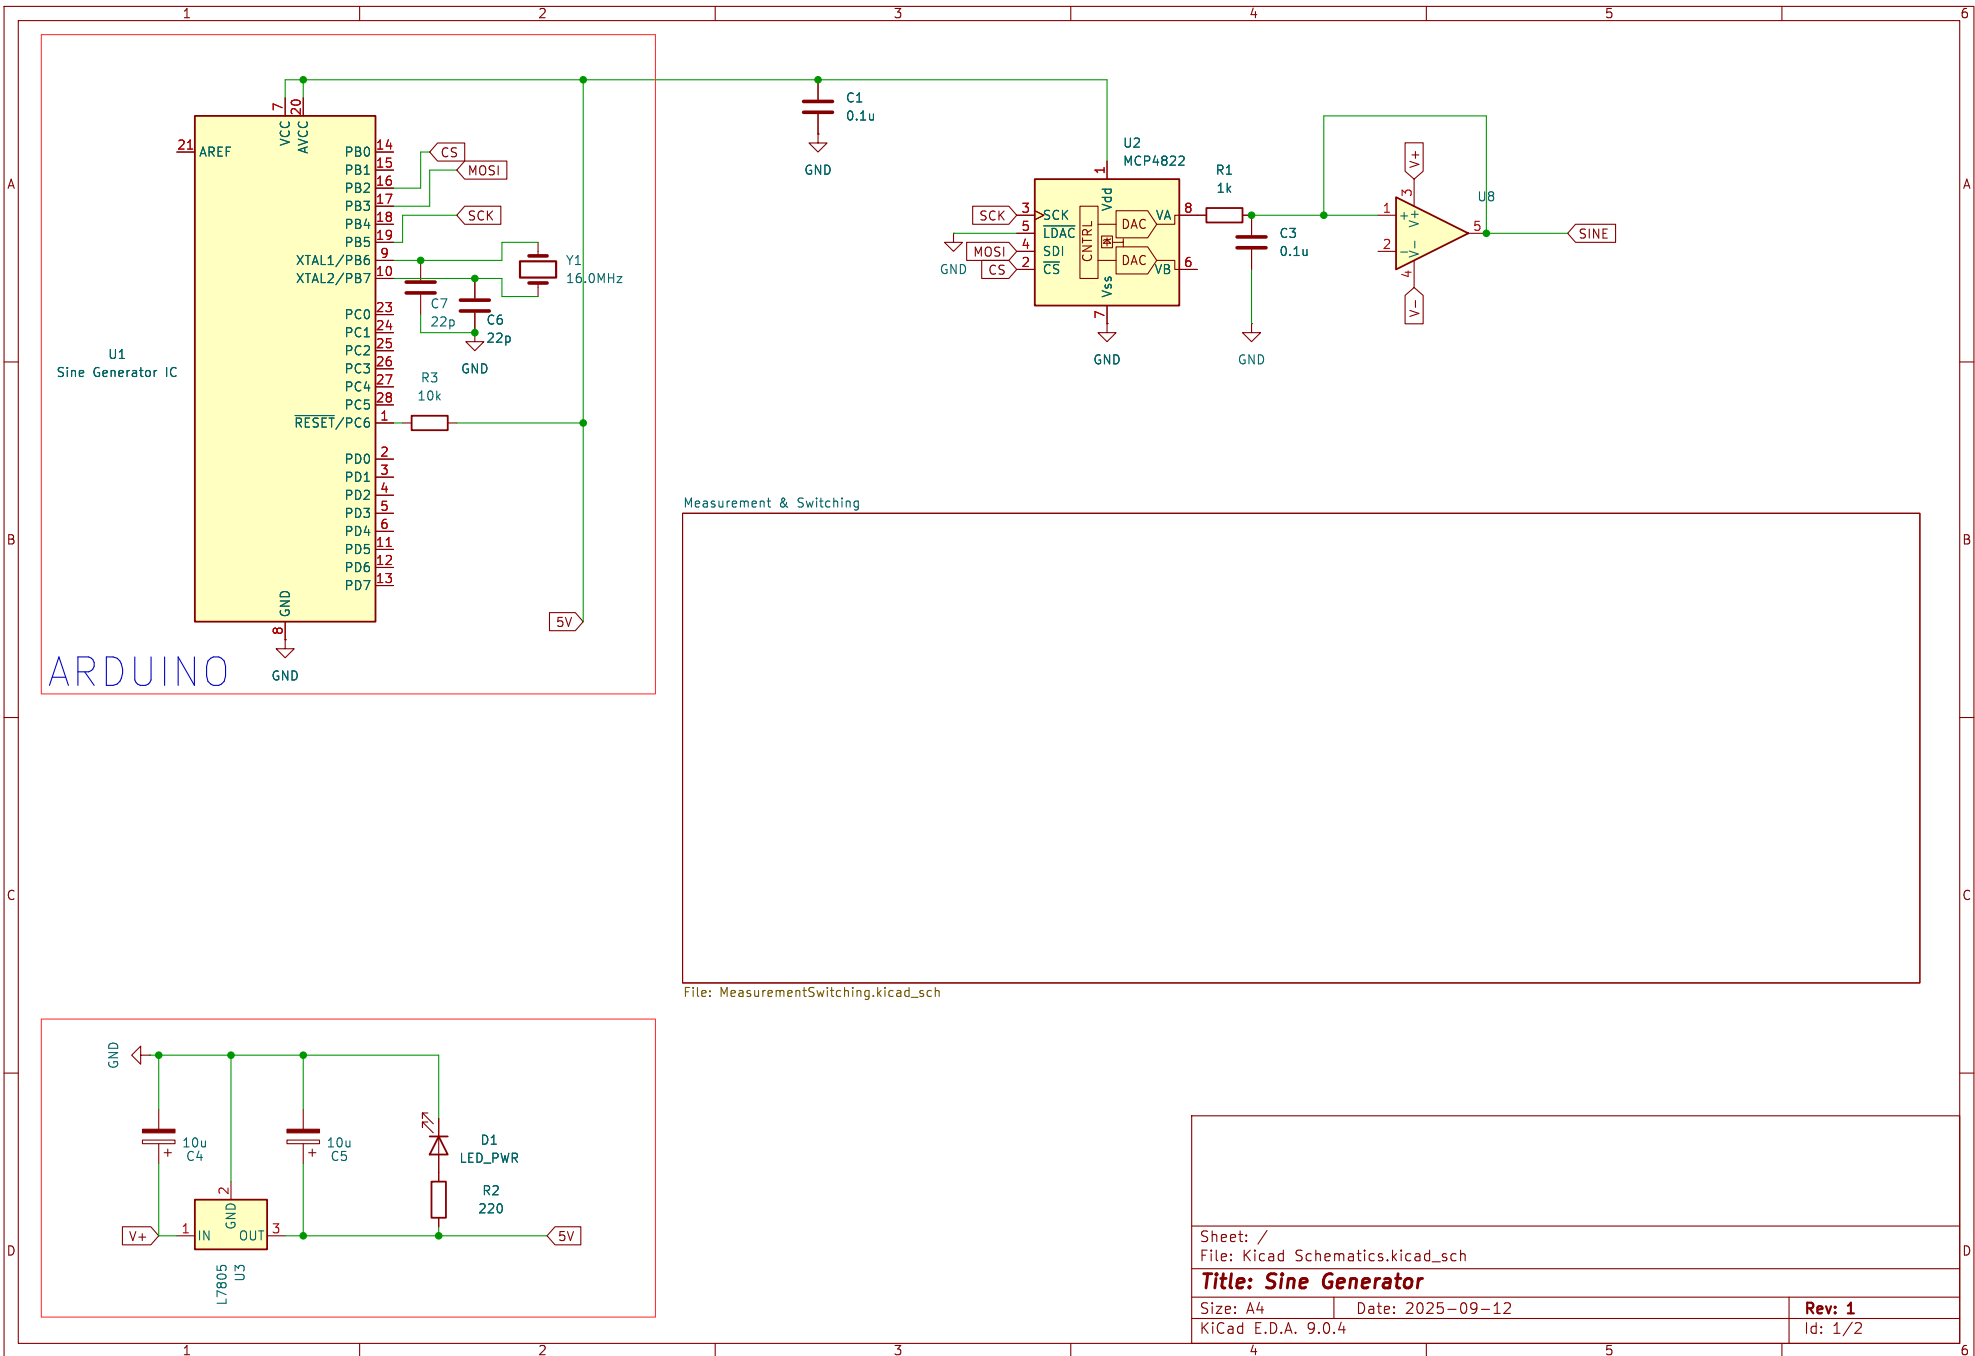 1 2 3 4 5 6
A B C D
A B C D
1 2 3 4 5 6
U1
Sine Generator IC
7 VCC
20 AVCC
21 AREF
PB0 14
PB1 15
PB2 16
PB3 17
PB4 18
PB5 19
XTAL1/PB6 9
XTAL2/PB7 10
PC0 23
PC1 24
PC2 25
PC3 26
PC4 27
PC5 28
RESET/PC6 1
PD0 2
PD1 3
PD2 4
PD3 5
PD4 6
PD5 11
PD6 12
PD7 13
GND 8
GND
CS
MOSI
SCK
Y1
16.0MHz
C7
22p
C6
22p
GND
R3
10k
5V
ARDUINO
C1
0.1u
GND
U2
MCP4822
1 Vdd
SCK 3 SCK
5 LDAC
MOSI 4 SDI
CS 2 CS
GND
CNTRL
DAC
DAC
VA 8
VB 6
Vss 7
GND
R1
1k
C3
0.1u
GND
U8
V+
3 V+
1 +
2 -
4 V-
V-
5
SINE
Measurement & Switching
File: MeasurementSwitching.kicad_sch
GND
10u
C4
+
10u
C5
+
D1
LED_PWR
R2
220
V+
1 IN
2 GND
OUT 3
5V
L7805
U3
Sheet: /
File: Kicad Schematics.kicad_sch
Title: Sine Generator
Size: A4 Date: 2025-09-12 Rev: 1
KiCad E.D.A. 9.0.4 Id: 1/2